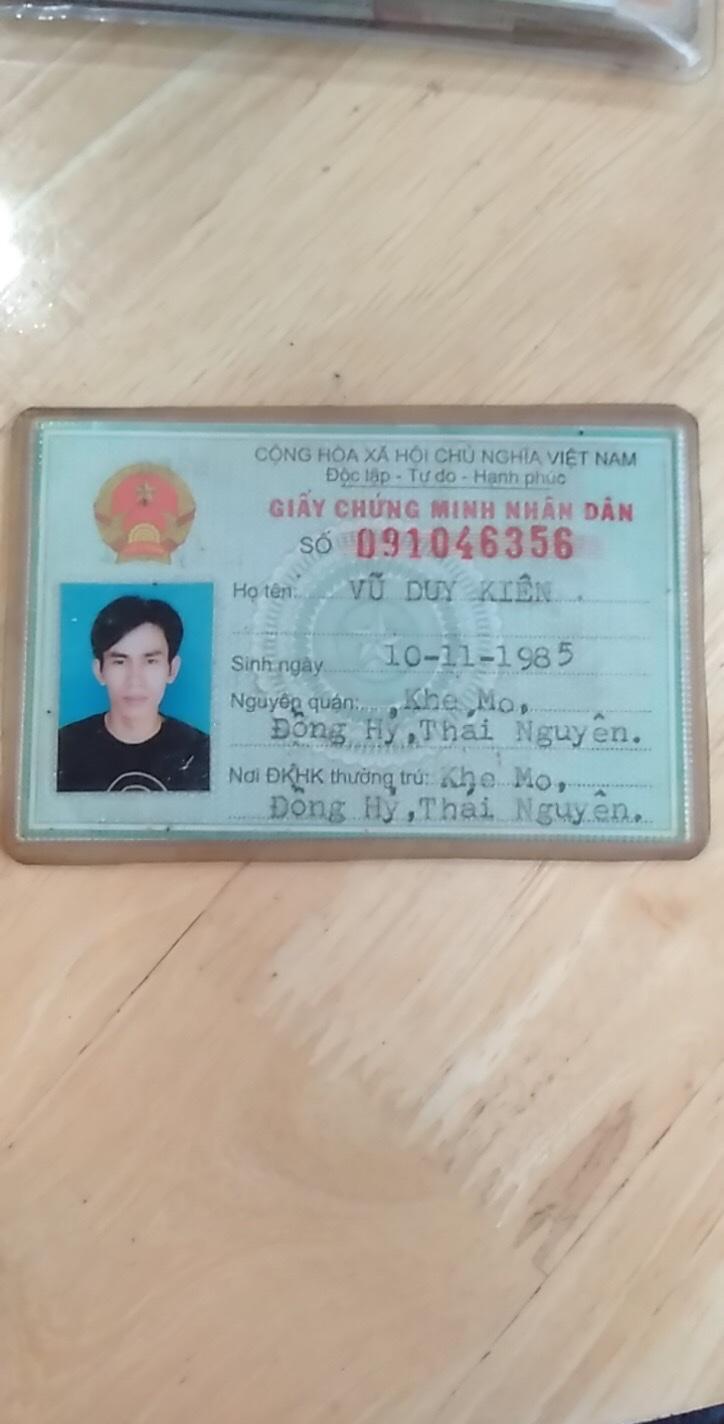 CỘNG HÒA XÃ HỘI CHỦ NGHĨA VIỆT NAM
Độc lập - Tự do - Hạnh phúc
GIẤY CHỨNG MINH NHÂN DÂN
SỐ 091046356
Họ tên: VŨ DUY KIÊN
Sinh ngày 10-11-1985
Nguyên quán: Khe Mo,
Đồng Hỷ, Thái Nguyên.
Nơi ĐKHK thường trú: Khe Mo,
Đồng Hỷ, Thái Nguyên.